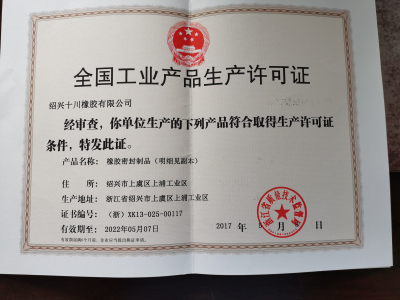 全国工业产品生产许可证
绍兴十川橡胶有限公司
经审查，你单位生产的下列产品符合取得生产许可证
条件，特发此证。
产品名称： 橡胶密封制品（明细见副本）
住 所： 绍兴市上虞区上浦工业区
生产地址： 浙江省绍兴市上虞区上浦工业区
证书编号： （浙）XK13-025-00117
2017 年 月 日
有效期至： 2022年05月07日